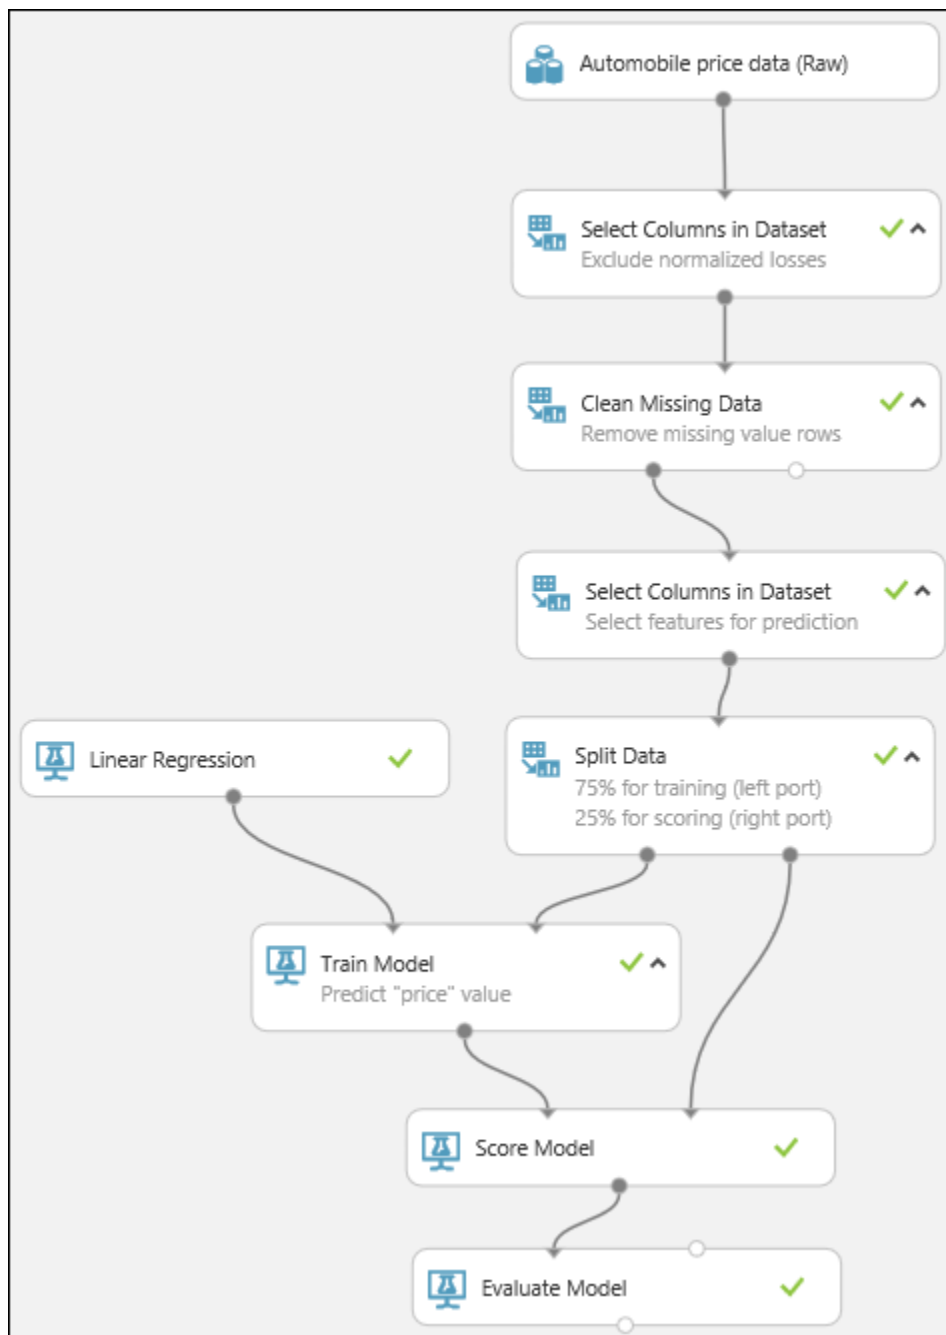 Automobile price data (Raw)
Select Columns in Dataset
Exclude normalized losses
Clean Missing Data
Remove missing value rows
Select Columns in Dataset
Select features for prediction
Linear Regression
Split Data
75% for training (left port)
25% for scoring (right port)
Train Model
Predict "price" value
Score Model
Evaluate Model